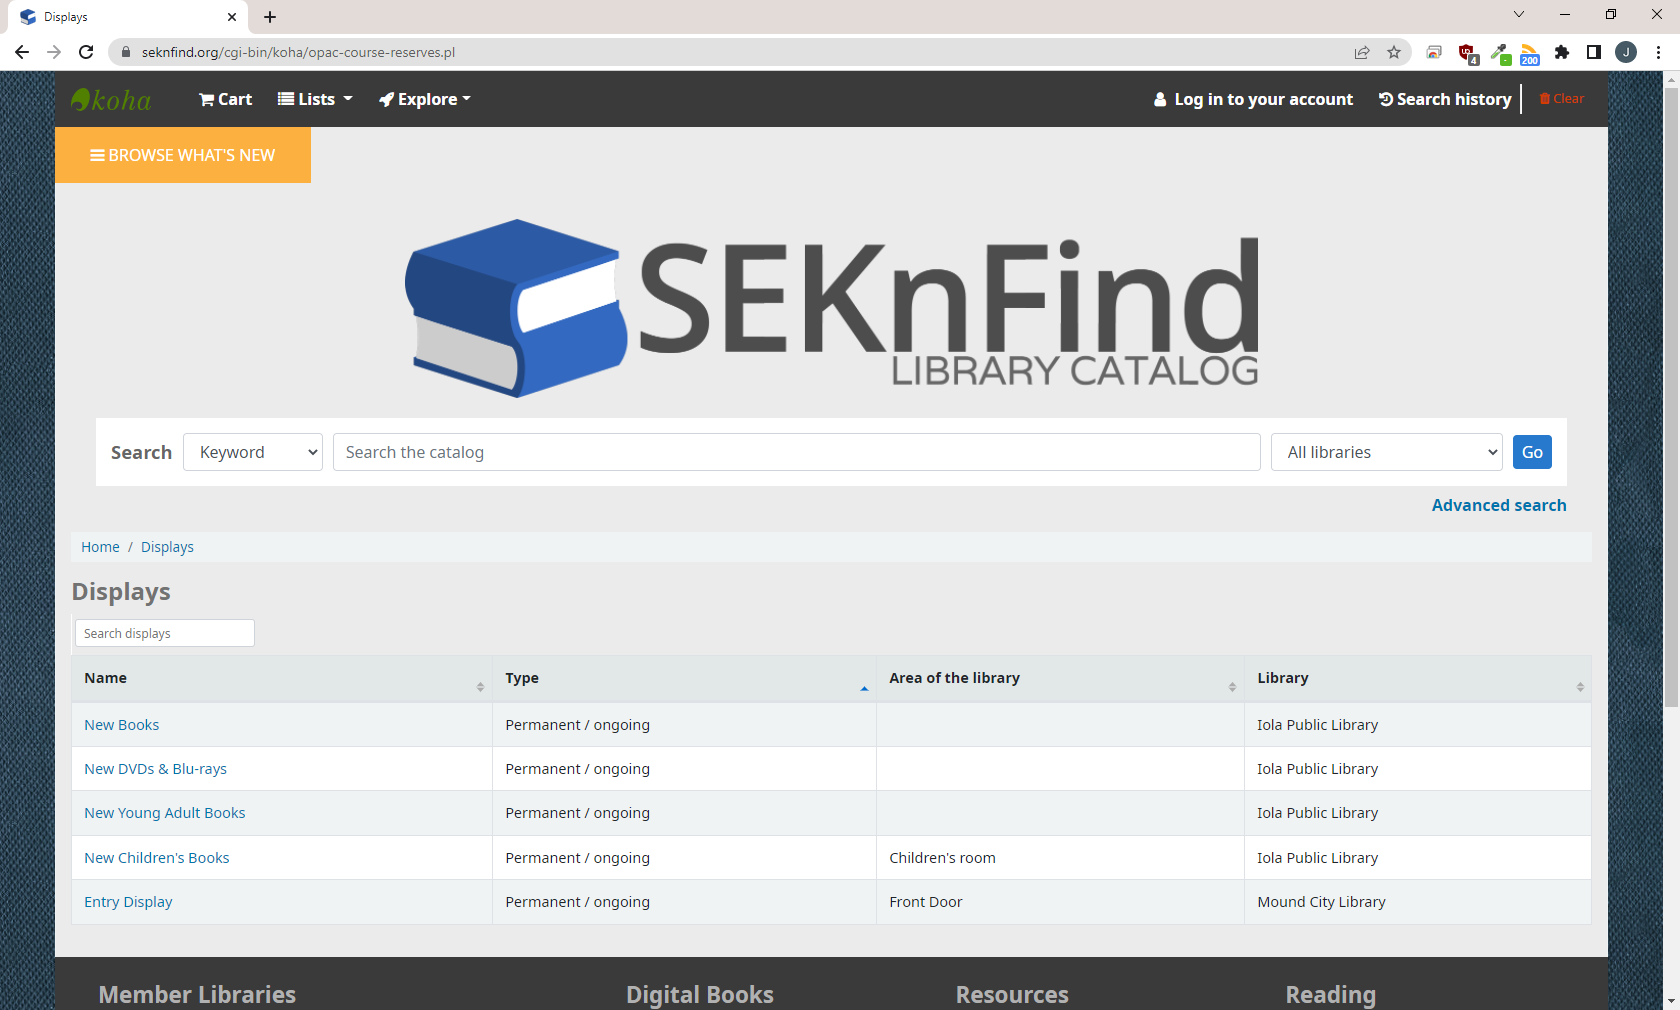 Displays
seknfind.org/cgi-bin/koha/opac-course-reserves.pl
4
-
200
J
koha
Cart
Lists
Explore
Log in to your account
Search history
Clear
BROWSE WHAT'S NEW
SEKnFind
LIBRARY CATALOG
Search
Keyword
Search the catalog
All libraries
Go
Advanced search
Home / Displays
Displays
Search displays
Name Type Area of the library Library
New Books Permanent / ongoing Iola Public Library
New DVDs & Blu-rays Permanent / ongoing Iola Public Library
New Young Adult Books Permanent / ongoing Iola Public Library
New Children's Books Permanent / ongoing Children's room Iola Public Library
Entry Display Permanent / ongoing Front Door Mound City Library
Member Libraries Digital Books Resources Reading